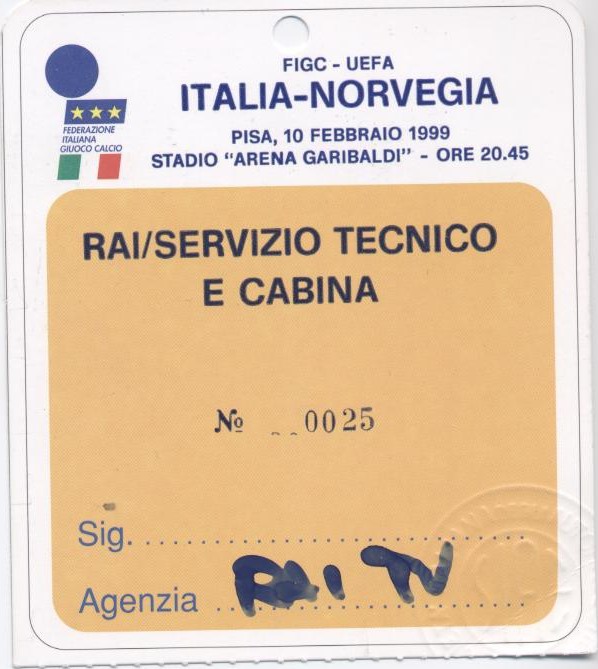 FIGC - UEFA
ITALIA-NORVEGIA
FEDERAZIONE
ITALIANA
GIUOCO CALCIO
PISA, 10 FEBBRAIO 1999
STADIO "ARENA GARIBALDI" - ORE 20.45
RAI/SERVIZIO TECNICO
E CABINA
№ 0025
Sig. ........................................
Agenzia ........................................ RAI TV